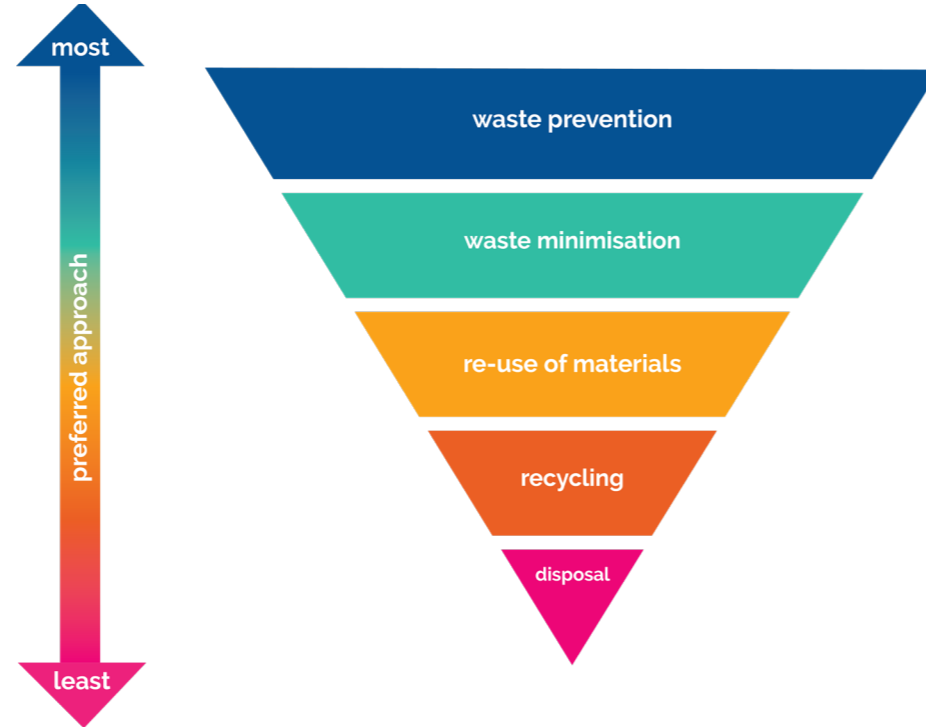 most
waste prevention
waste minimisation
preferred approach
re-use of materials
recycling
disposal
least